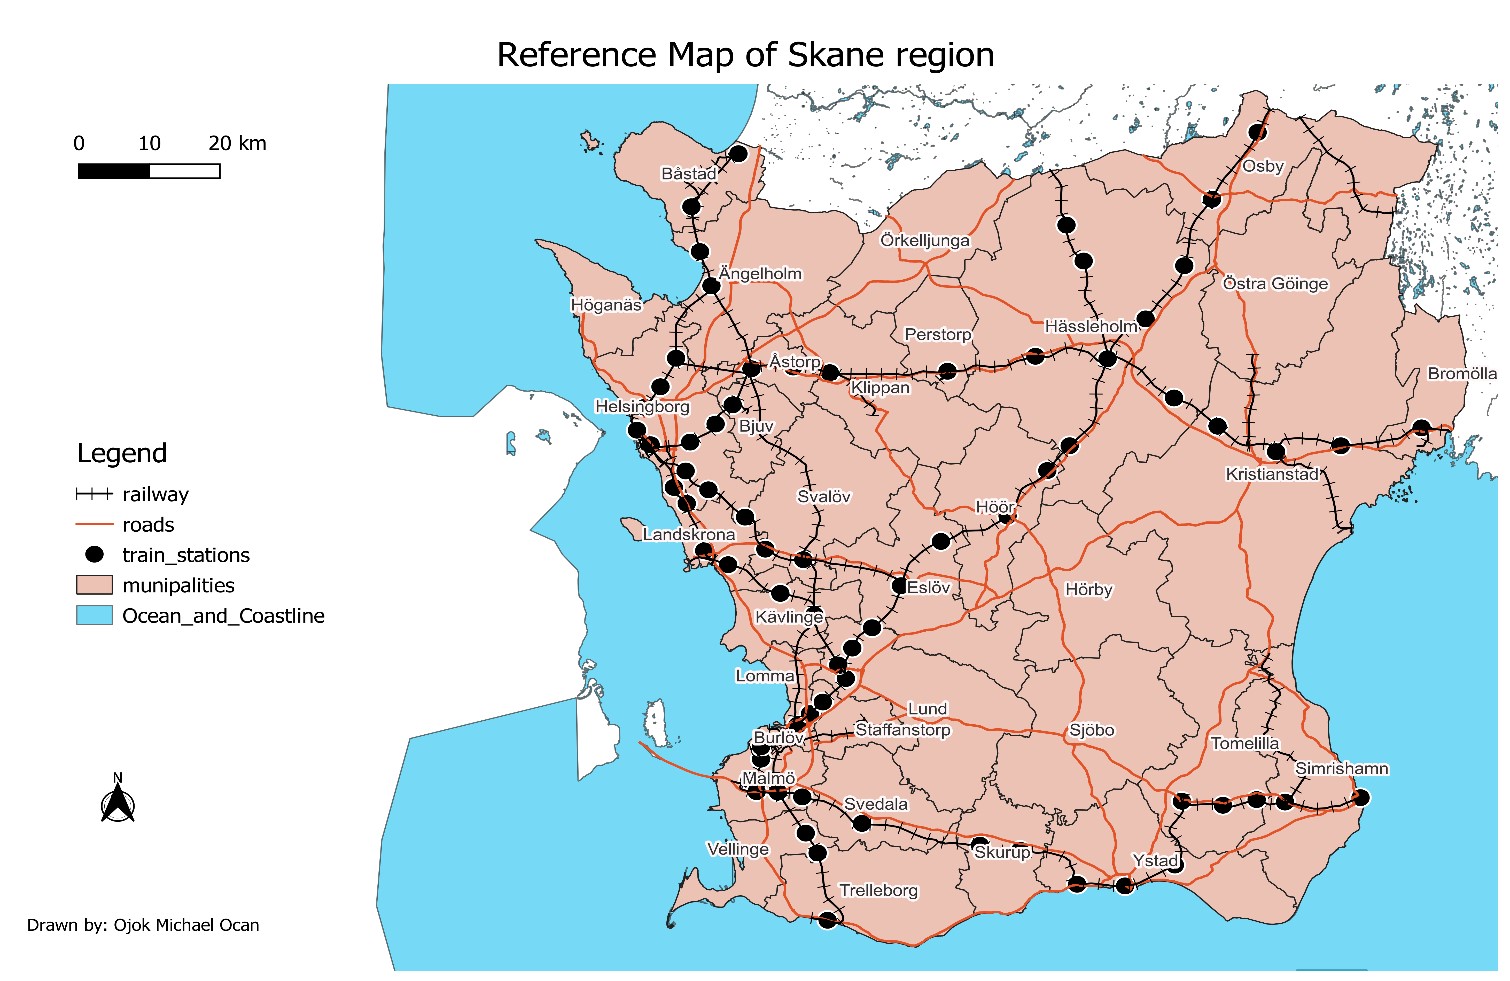 Reference Map of Skane region
0 10 20 km
Båstad
Osby
Örkelljunga
Ängelholm
Östra Göinge
Höganäs
Hässleholm
Perstorp
Åstorp
Bromölla
Klippan
Helsingborg
Bjuv
Legend
railway
roads
train_stations
munipalities
Ocean_and_Coastline
Kristianstad
Svalöv
Höör
Landskrona
Eslöv
Hörby
Kävlinge
Lomma
Lund
Staffanstorp
Sjöbo
Burlöv
Tomelilla
Simrishamn
N
Malmö
Svedala
Vellinge
Skurup
Ystad
Trelleborg
Drawn by: Ojok Michael Ocan